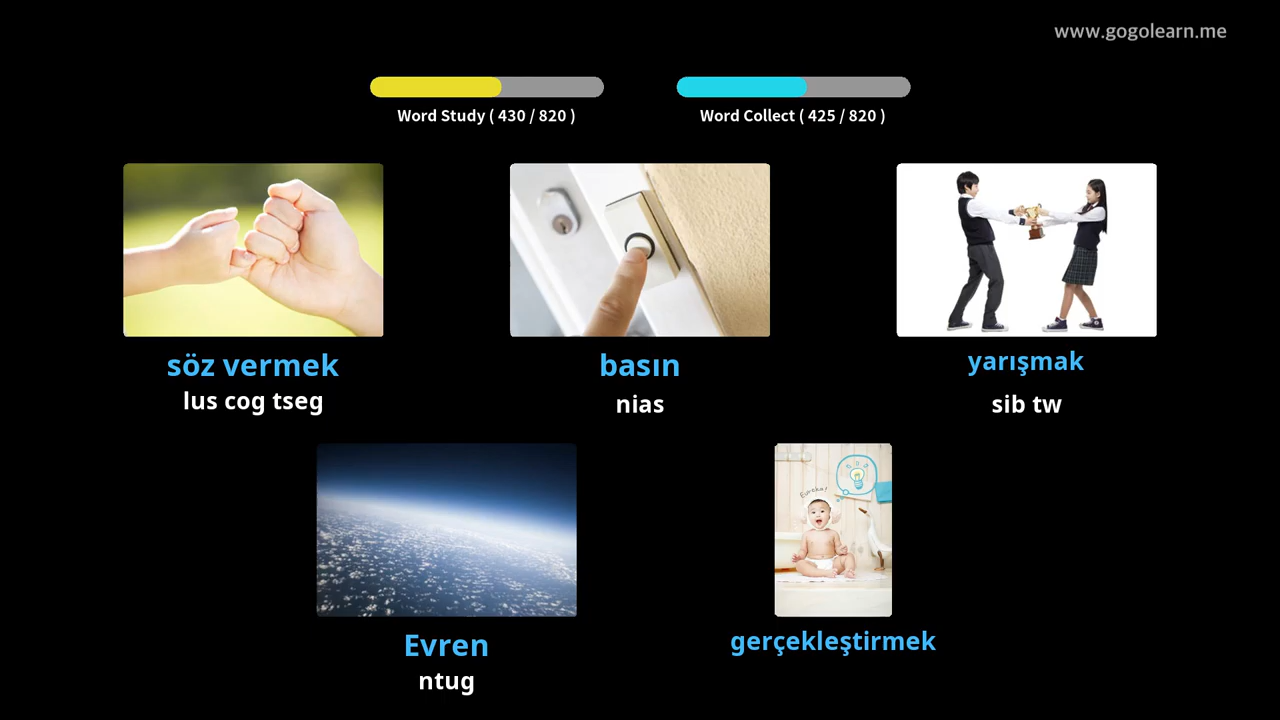 www.gogolearn.me
Word Study ( 430 / 820 )
Word Collect ( 425 / 820 )
söz vermek
lus cog tseg
basın
nias
yarışmak
sib tw
Eureka!
Evren
ntug
gerçekleştirmek